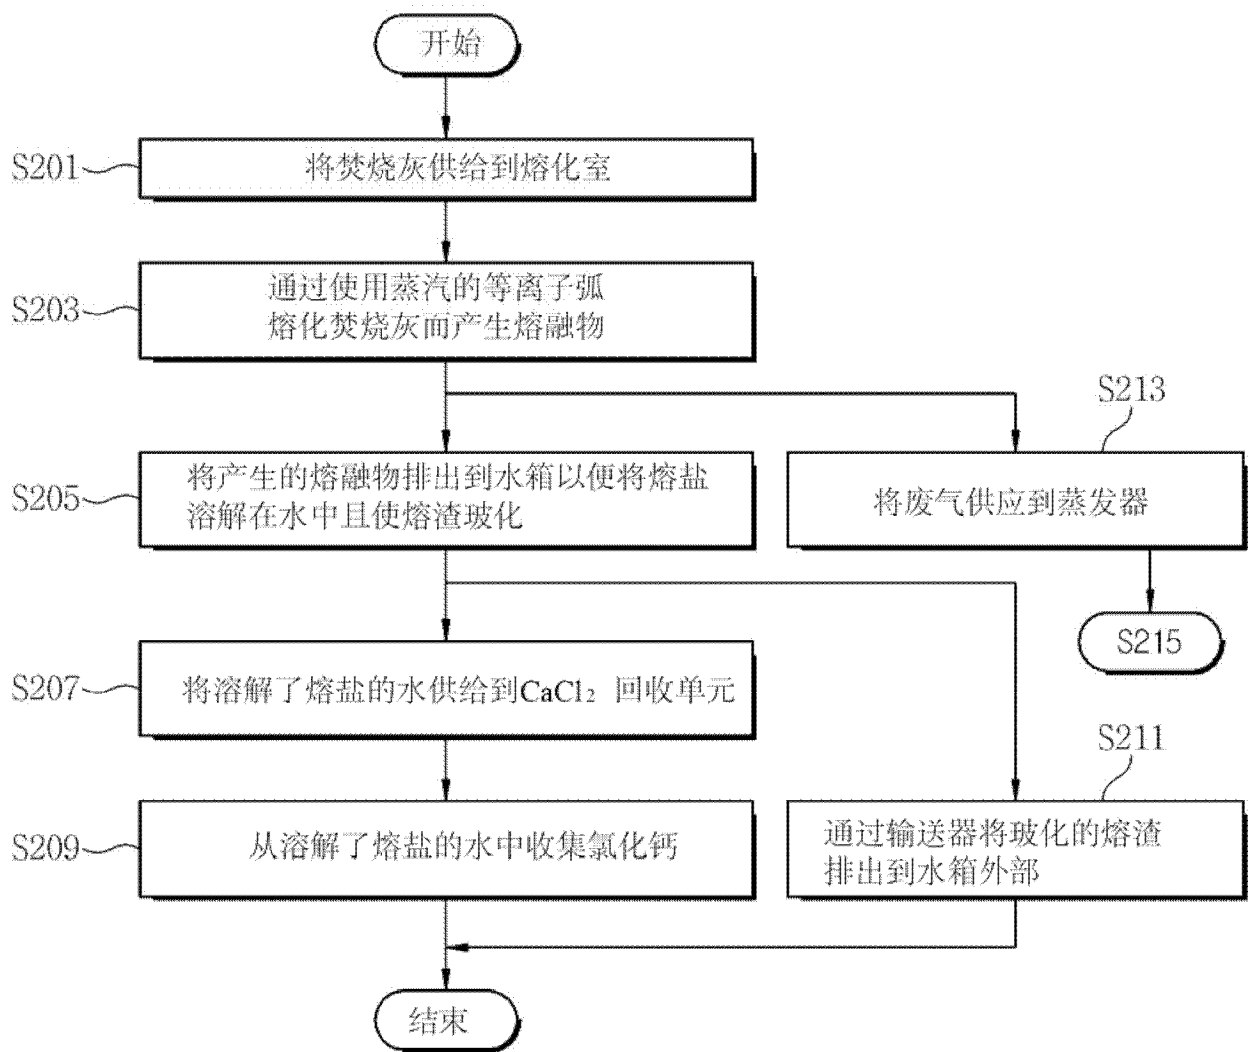 开始
S201
将焚烧灰供给到熔化室
S203
通过使用蒸汽的等离子弧
熔化焚烧灰而产生熔融物
S213
S205
将产生的熔融物排出到水箱以便将熔盐
溶解在水中且使熔渣玻化
将废气供应到蒸发器
S215
S207
将溶解了熔盐的水供给到CaCl₂ 回收单元
S211
S209
从溶解了熔盐的水中收集氯化钙
通过输送器将玻化的熔渣
排出到水箱外部
结束